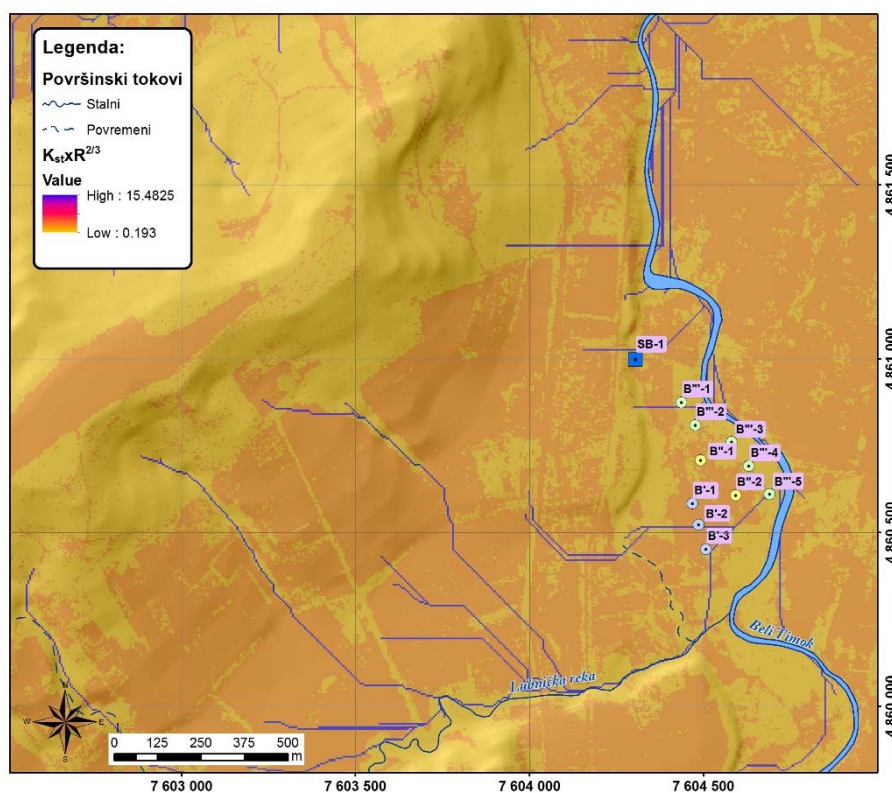 Legenda:
Površinski tokovi
Stalni
Povremeni
KstxR2/3
Value
High : 15.4825
Low : 0.193
4 861 500
SB-1
4 861 000
B'''-1
B'''-2
B'''-3
B''-1
B'''-4
B''-2
B'''-5
B'-1
B'-2
4 860 500
B'-3
Beli Timok
Lubnička reka
4 860 000
N
W
E
S
0 125 250 375 500
m
7 603 000
7 603 500
7 604 000
7 604 500